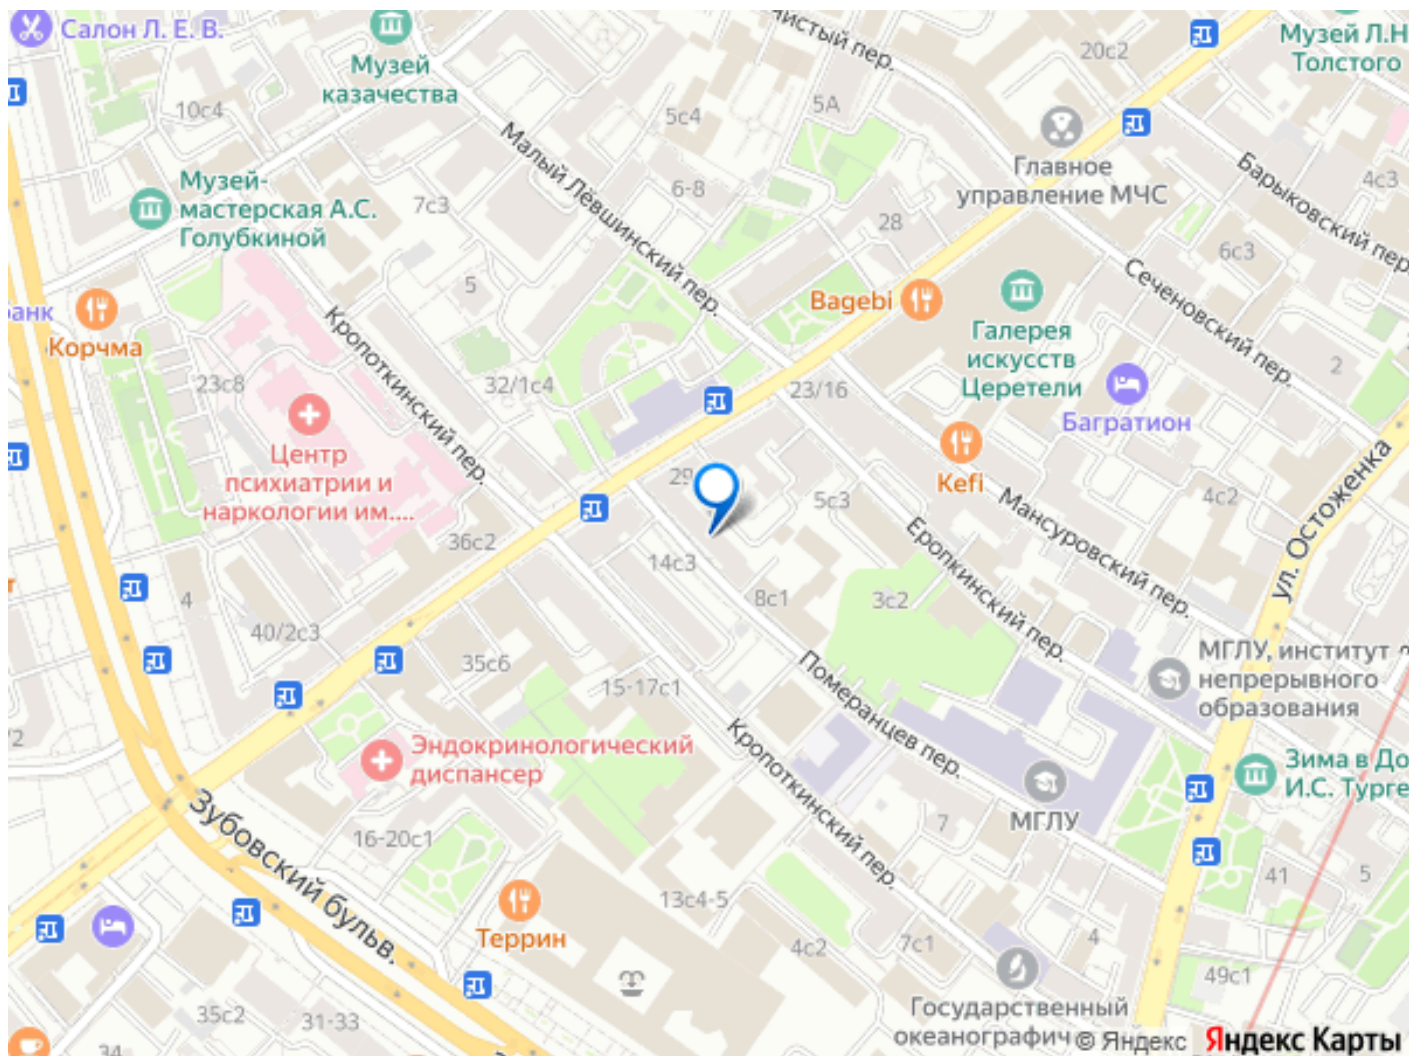 Салон Л. Е. В.
Музей
казачества
Чистый пер.
20с2
Музей Л.Н
Толстого
10с4
5с4
5А
Главное
управление МЧС
Малый Лёвшинский пер.
Барыковский пер.
4с3
Музей-
мастерская А.С.
Голубкиной
7с3
6-8
28
6с3
Сеченовский пер.
5
Bagebi
Галерея
искусств
Церетели
анк
Корчма
Кропоткинский пер.
23с8
32/1с4
23/16
2
Багратион
Центр
психиатрии и
наркологии им....
29
Kefi
5с3
4с2
Мансуровский пер.
ул. Остоженка
Еропкинский пер.
36с2
14с3
8с1
3с2
4
40/2с3
35с6
15-17с1
Померанцев пер.
МГЛУ, институт
непрерывного
образования
/2
Эндокринологический
диспансер
Кропоткинский пер.
МГЛУ
Зима в До
И.С. Турге
Зубовский бульв.
16-20с1
7
41
5
13с4-5
Террин
4с2
7с1
4
49с1
35с2
31-33
34
Государственный
океанографич
© Яндекс Яндекс Карты